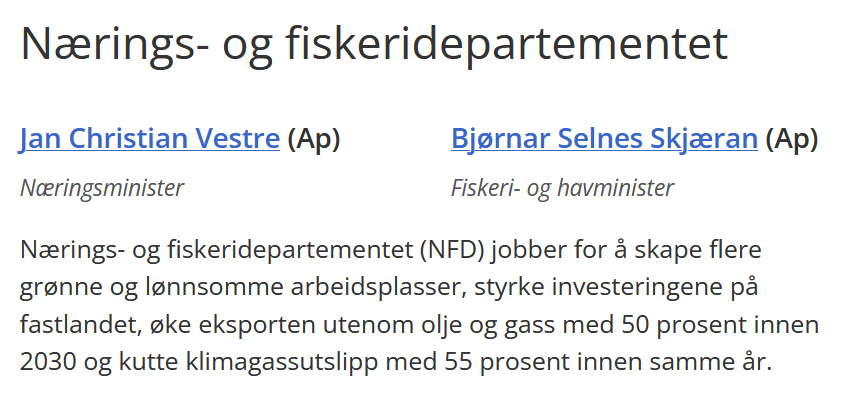 Nærings- og fiskeridepartementet
Jan Christian Vestre (Ap)
Næringsminister
Bjørnar Selnes Skjæran (Ap)
Fiskeri- og havminister
Nærings- og fiskeridepartementet (NFD) jobber for å skape flere
grønne og lønnsomme arbeidsplasser, styrke investeringene på
fastlandet, øke eksporten utenom olje og gass med 50 prosent innen
2030 og kutte klimagassutslipp med 55 prosent innen samme år.